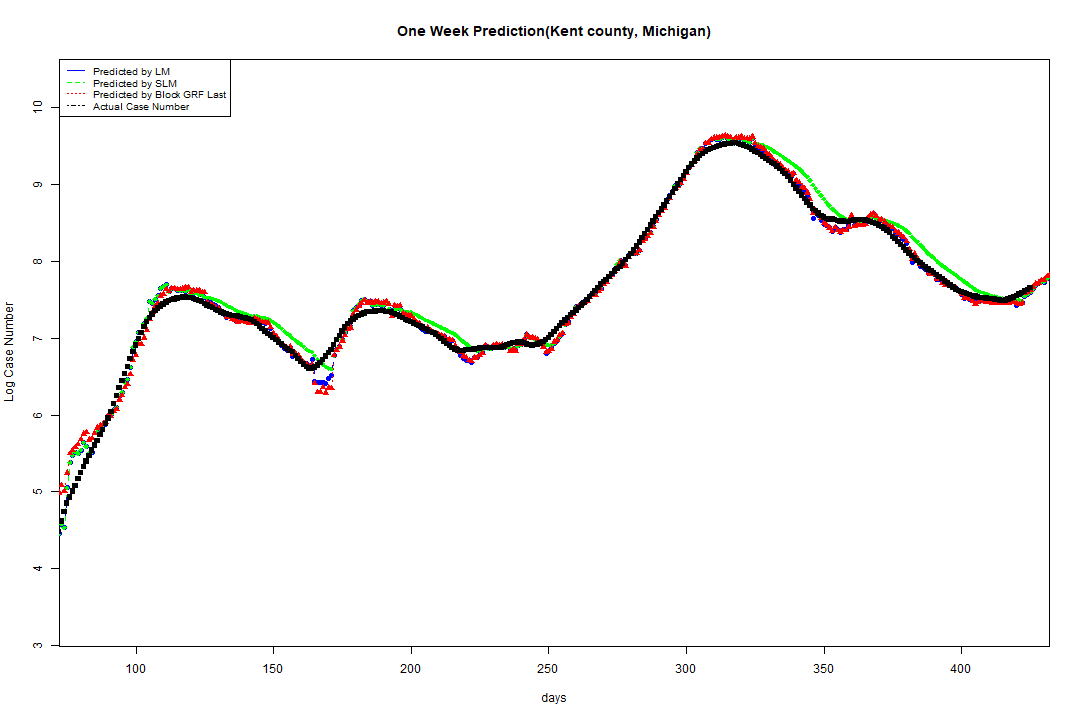 One Week Prediction(Kent county, Michigan)
Predicted by LM
Predicted by SLM
Predicted by Block GRF Last
Actual Case Number
10
9
8
7
6
5
4
3
Log Case Number
100 150 200 250 300 350 400
days